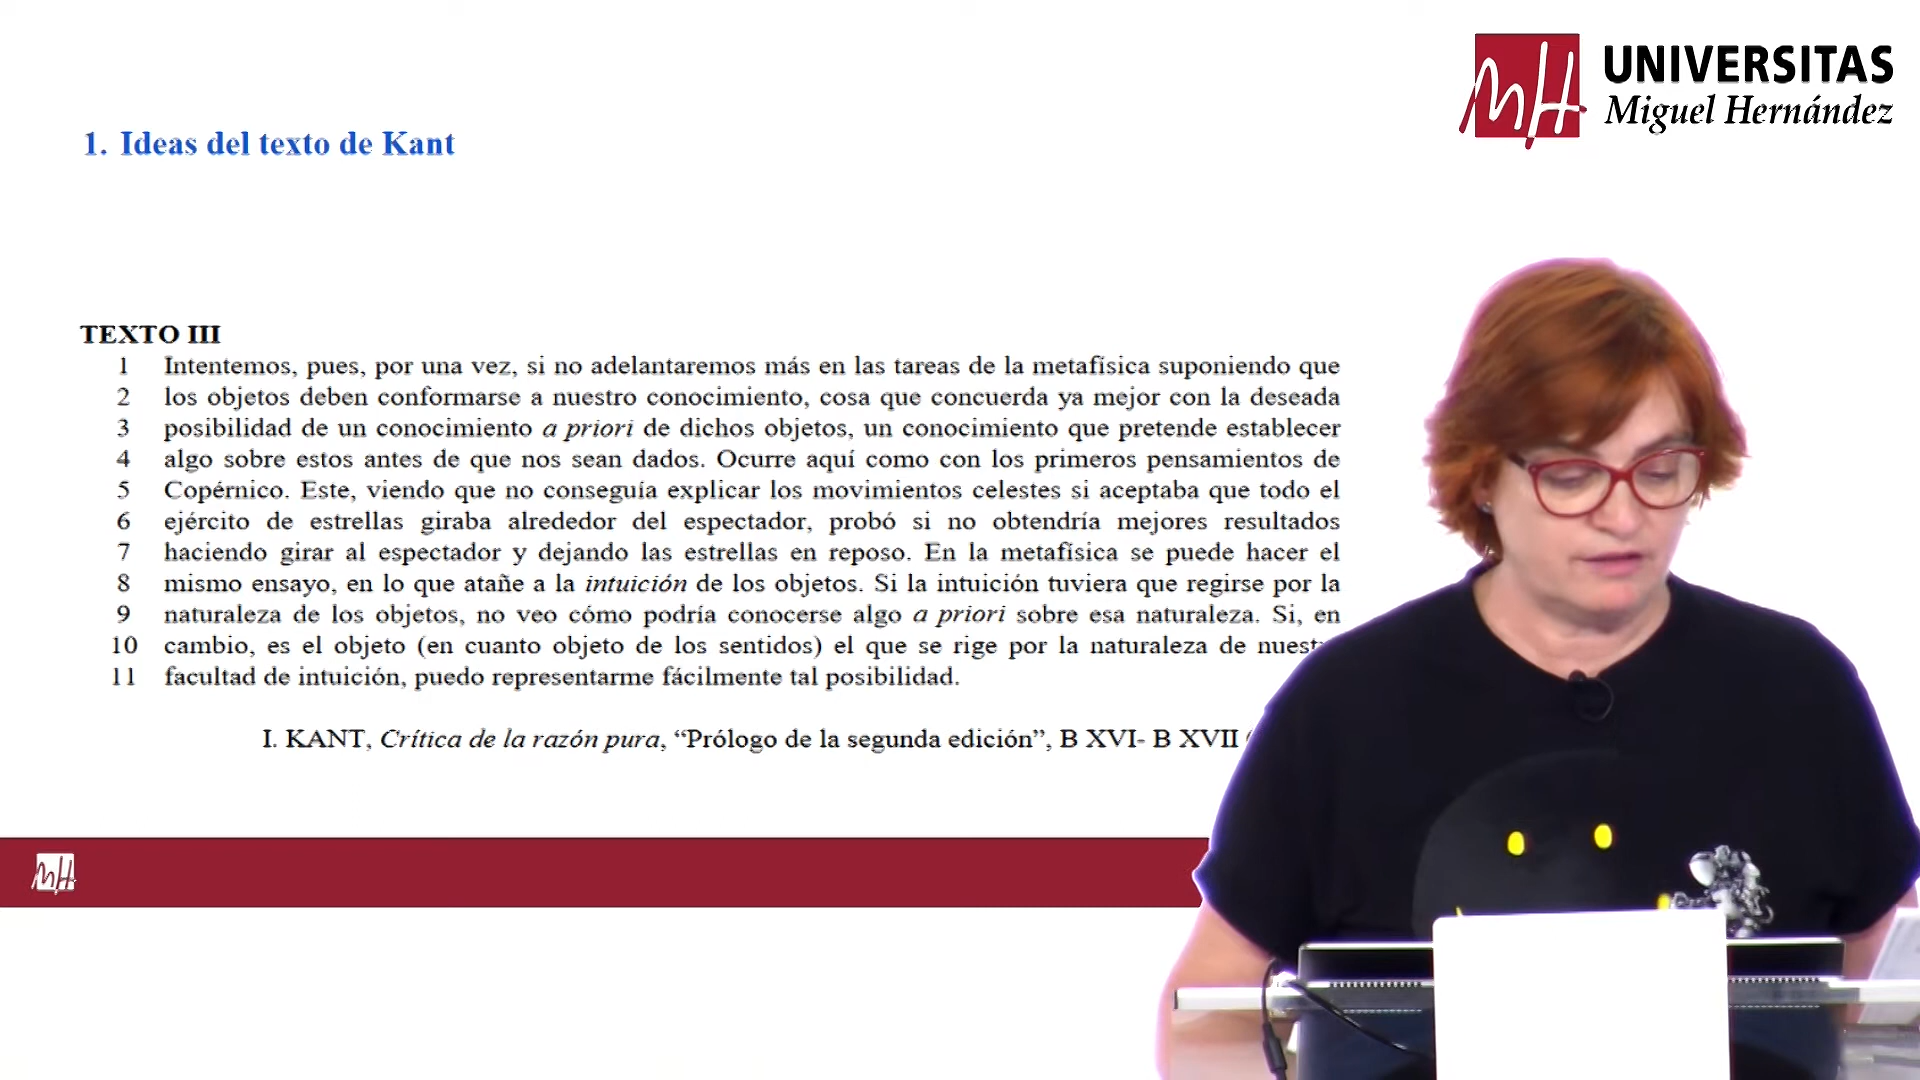 UNIVERSITAS
Miguel Hernández
1. Ideas del texto de Kant
TEXTO III
1 Intentemos, pues, por una vez, si no adelantaremos más en las tareas de la metafísica suponiendo que
2 los objetos deben conformarse a nuestro conocimiento, cosa que concuerda ya mejor con la deseada
3 posibilidad de un conocimiento a priori de dichos objetos, un conocimiento que pretende establecer
4 algo sobre estos antes de que nos sean dados. Ocurre aquí como con los primeros pensamientos de
5 Copérnico. Este, viendo que no conseguía explicar los movimientos celestes si aceptaba que todo el
6 ejército de estrellas giraba alrededor del espectador, probó si no obtendría mejores resultados
7 haciendo girar al espectador y dejando las estrellas en reposo. En la metafísica se puede hacer el
8 mismo ensayo, en lo que atañe a la intuición de los objetos. Si la intuición tuviera que regirse por la
9 naturaleza de los objetos, no veo cómo podría conocerse algo a priori sobre esa naturaleza. Si, en
10 cambio, es el objeto (en cuanto objeto de los sentidos) el que se rige por la naturaleza de
11 facultad de intuición, puedo representarme fácilmente tal posibilidad.
I. KANT, Crítica de la razón pura, “Prólogo de la segunda edición”, B XVI- B XVII